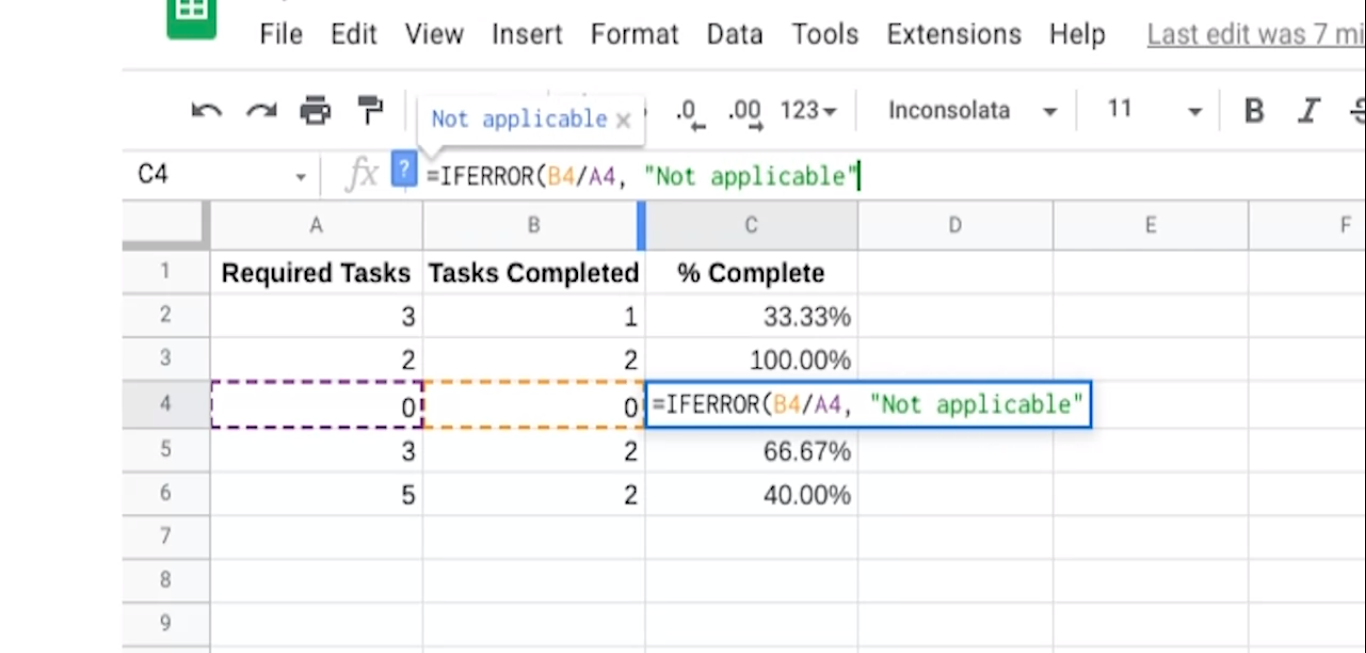 File Edit View Insert Format Data Tools Extensions Help Last edit was 7 mi
Not applicable × .0 .00 123 Inconsolata 11 B I S
C4 fx ? =IFERROR(B4/A4, "Not applicable"
A B C D E F
1 Required Tasks Tasks Completed % Complete
2 3 1 33.33%
3 2 2 100.00%
4 0 0 =IFERROR(B4/A4, "Not applicable"
5 3 2 66.67%
6 5 2 40.00%
7
8
9